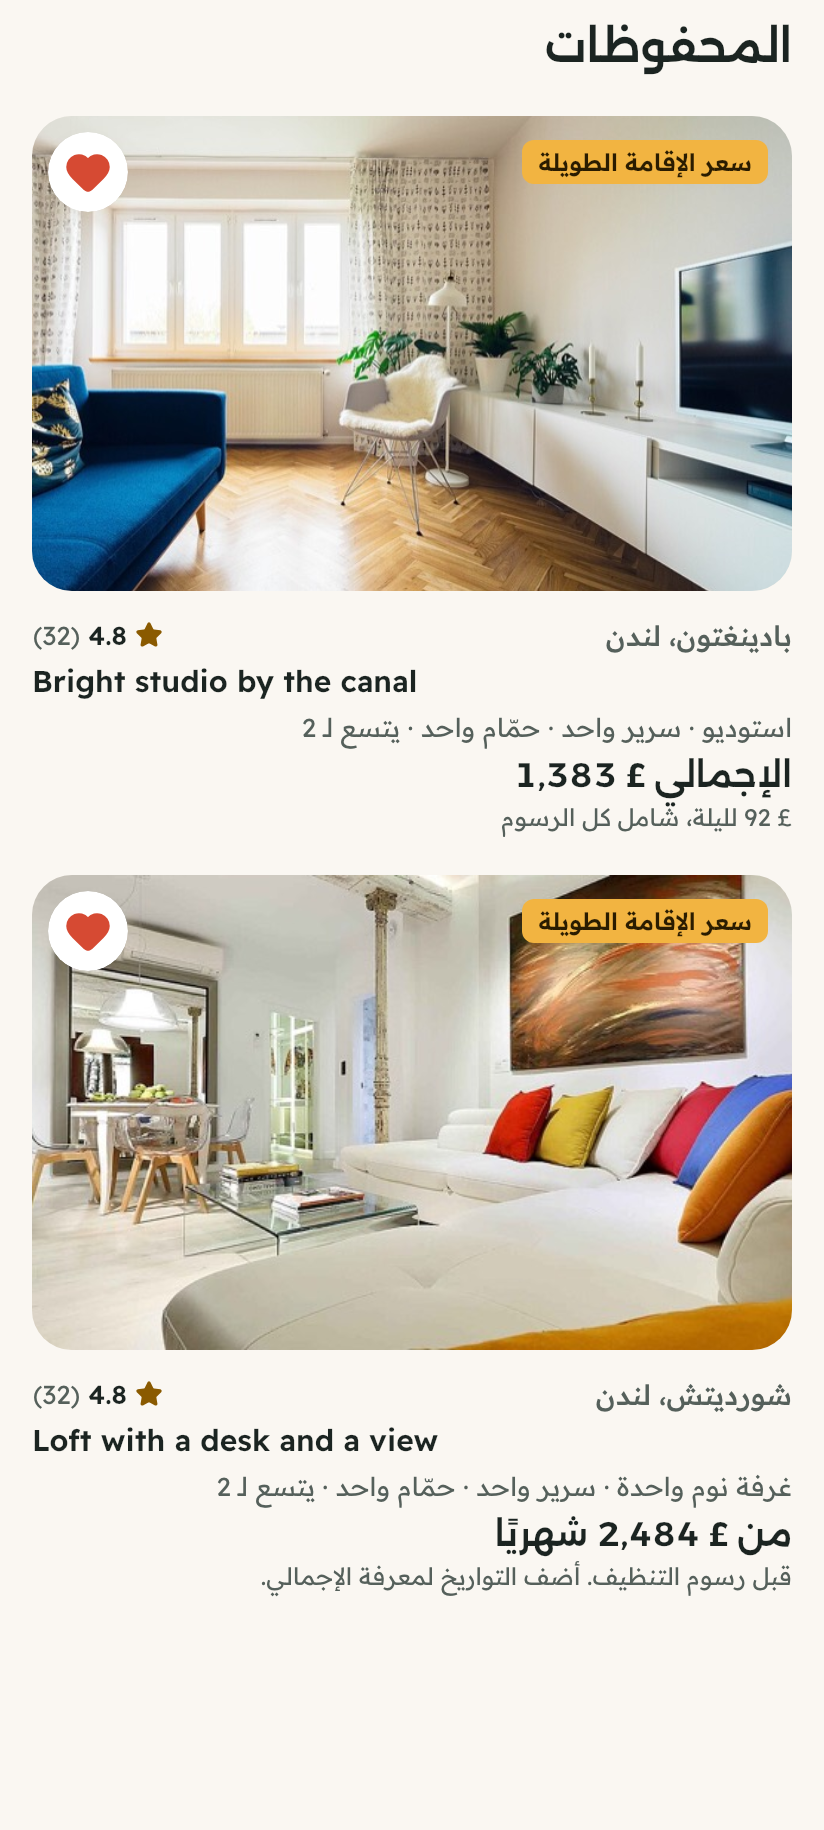 المحفوظات
سعر الإقامة الطويلة
بادينغتون، لندن
4.8 (32)
Bright studio by the canal
استوديو · سرير واحد · حمّام واحد · يتسع لـ 2
الإجمالي £ 1,383
£ 92 لليلة، شامل كل الرسوم
سعر الإقامة الطويلة
شورديتش، لندن
4.8 (32)
Loft with a desk and a view
غرفة نوم واحدة · سرير واحد · حمّام واحد · يتسع لـ 2
من £ 2,484 شهريًا
قبل رسوم التنظيف. أضف التواريخ لمعرفة الإجمالي.